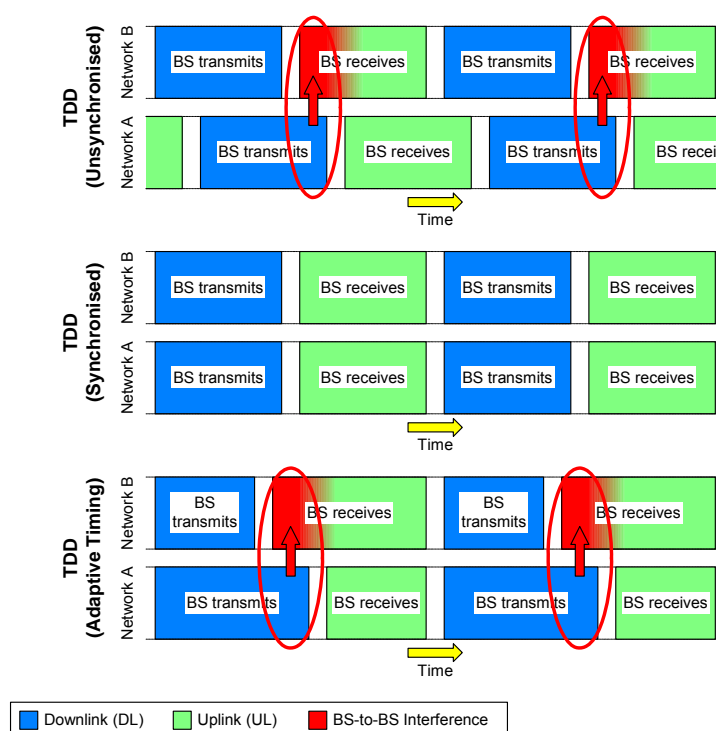 TDD
(Unsynchronised)
Network B
BS transmits
BS receives
BS transmits
BS receives
Network A
BS transmits
BS receives
BS transmits
BS recei
Time
TDD
(Synchronised)
Network B
BS transmits
BS receives
BS transmits
BS receives
Network A
BS transmits
BS receives
BS transmits
BS receives
Time
TDD
(Adaptive Timing)
Network B
BS
transmits
BS receives
BS
transmits
BS receives
Network A
BS transmits
BS receives
BS transmits
BS receives
Time
Downlink (DL)
Uplink (UL)
BS-to-BS Interference